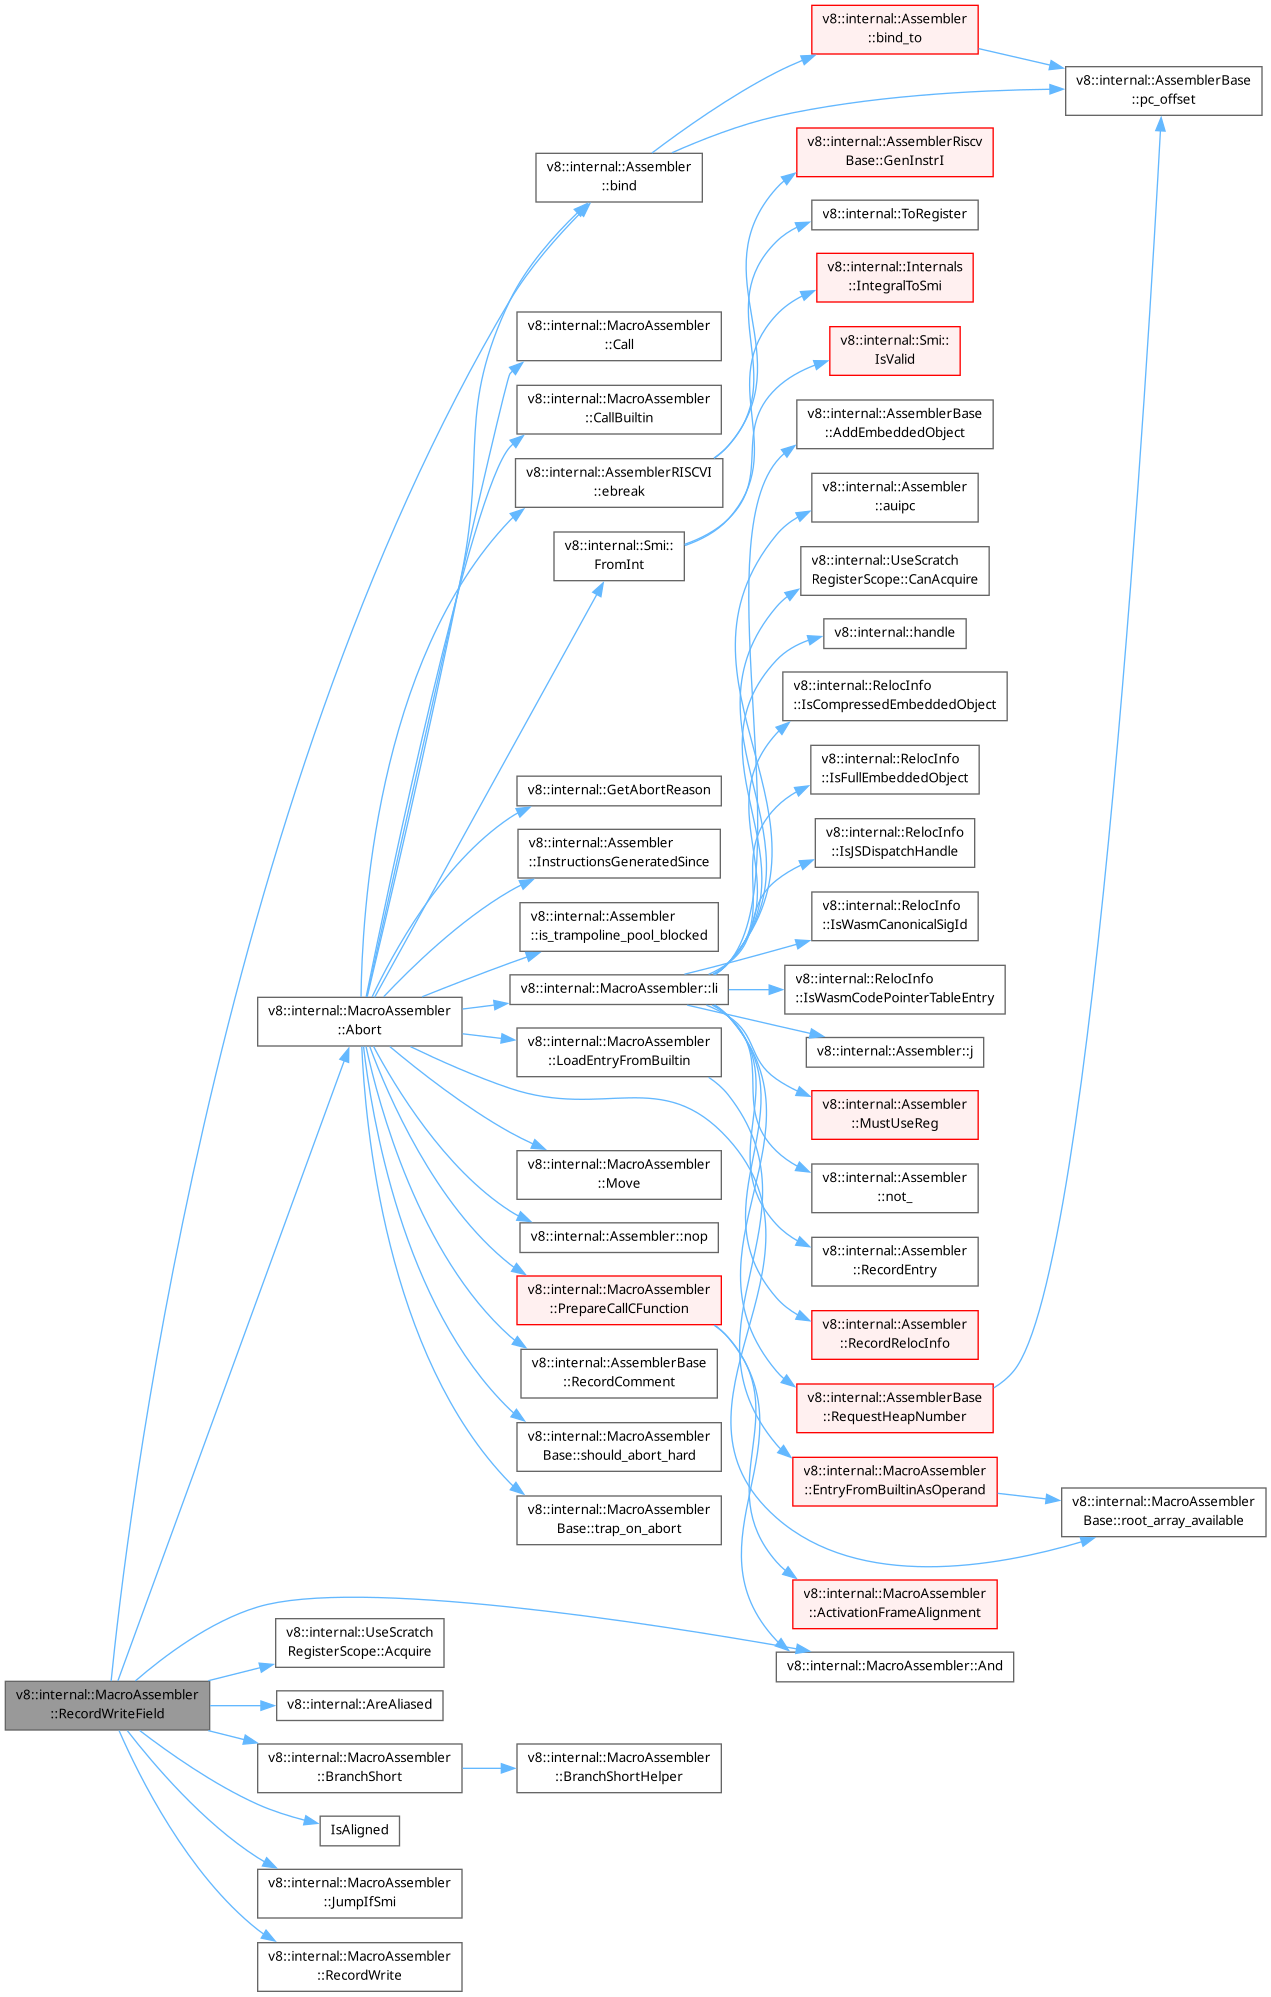 v8::internal::MacroAssembler
::RecordWriteField
v8::internal::MacroAssembler
::Abort
v8::internal::UseScratch
RegisterScope::Acquire
v8::internal::AreAliased
v8::internal::MacroAssembler
::BranchShort
IsAligned
v8::internal::MacroAssembler
::JumpIfSmi
v8::internal::MacroAssembler
::RecordWrite
v8::internal::Assembler
::bind
v8::internal::MacroAssembler
::Call
v8::internal::MacroAssembler
::CallBuiltin
v8::internal::AssemblerRISCVI
::ebreak
v8::internal::Smi::
FromInt
v8::internal::GetAbortReason
v8::internal::Assembler
::InstructionsGeneratedSince
v8::internal::Assembler
::is_trampoline_pool_blocked
v8::internal::MacroAssembler::li
v8::internal::MacroAssembler
::LoadEntryFromBuiltin
v8::internal::MacroAssembler
::Move
v8::internal::Assembler::nop
v8::internal::MacroAssembler
::PrepareCallCFunction
v8::internal::AssemblerBase
::RecordComment
v8::internal::MacroAssembler
Base::should_abort_hard
v8::internal::MacroAssembler
Base::trap_on_abort
v8::internal::MacroAssembler
::BranchShortHelper
v8::internal::Assembler
::bind_to
v8::internal::AssemblerRiscv
Base::GenInstrI
v8::internal::ToRegister
v8::internal::Internals
::IntegralToSmi
v8::internal::Smi::
IsValid
v8::internal::AssemblerBase
::AddEmbeddedObject
v8::internal::Assembler
::auipc
v8::internal::UseScratch
RegisterScope::CanAcquire
v8::internal::handle
v8::internal::RelocInfo
::IsCompressedEmbeddedObject
v8::internal::RelocInfo
::IsFullEmbeddedObject
v8::internal::RelocInfo
::IsJSDispatchHandle
v8::internal::RelocInfo
::IsWasmCanonicalSigId
v8::internal::RelocInfo
::IsWasmCodePointerTableEntry
v8::internal::Assembler::j
v8::internal::Assembler
::MustUseReg
v8::internal::Assembler
::not_
v8::internal::Assembler
::RecordEntry
v8::internal::Assembler
::RecordRelocInfo
v8::internal::AssemblerBase
::RequestHeapNumber
v8::internal::MacroAssembler
::EntryFromBuiltinAsOperand
v8::internal::MacroAssembler
::ActivationFrameAlignment
v8::internal::MacroAssembler::And
v8::internal::AssemblerBase
::pc_offset
v8::internal::MacroAssembler
Base::root_array_available